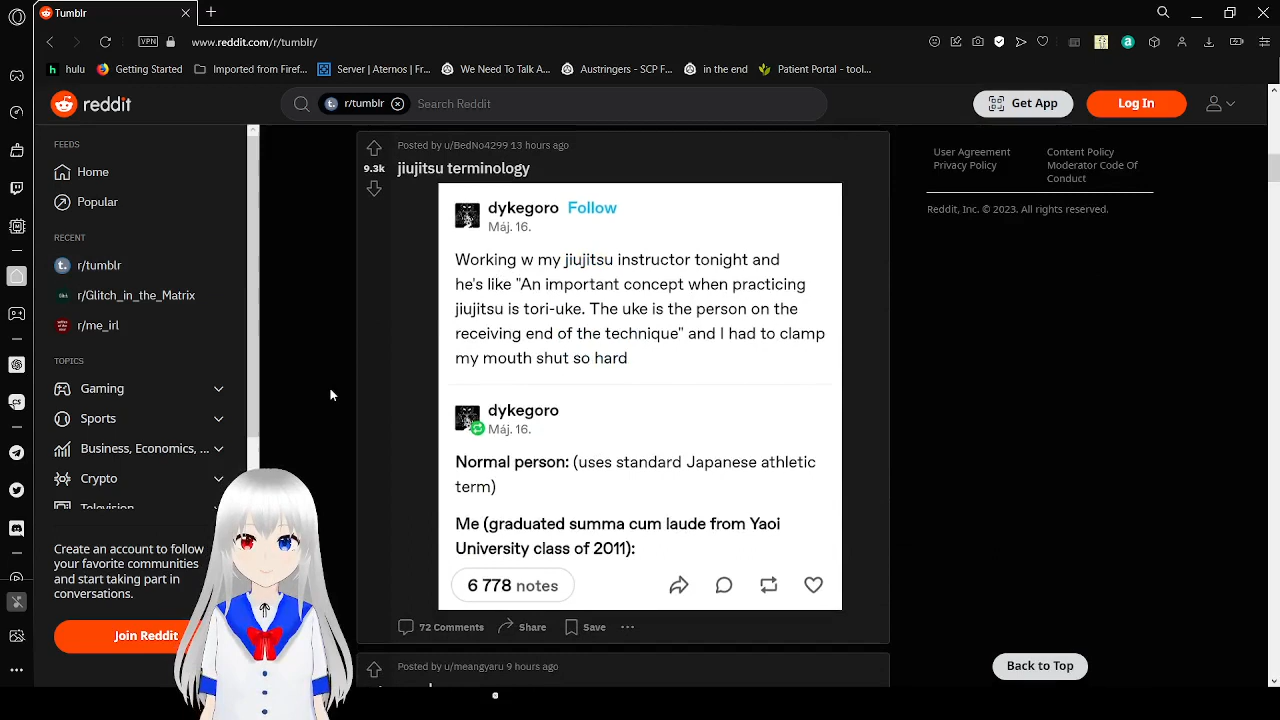 Tumblr
VPN
www.reddit.com/r/tumblr/
hulu
Getting Started
Imported from Firef...
Server | Aternos | Fr...
We Need To Talk A...
Austringers - SCP F...
in the end
Patient Portal - tool...
reddit
r/tumblr
Search Reddit
Get App
Log In
FEEDS
Home
Popular
RECENT
r/tumblr
r/Glitch_in_the_Matrix
r/me_irl
TOPICS
Gaming
Sports
Business, Economics, ...
Crypto
Television
Create an account to follow
your favorite communities
and start taking part in
conversations.
Join Reddit
Posted by u/BedNo4299 13 hours ago
9.3k
jiujitsu terminology
dykegoro Follow
Máj. 16.
Working w my jiujitsu instructor tonight and
he's like "An important concept when practicing
jiujitsu is tori-uke. The uke is the person on the
receiving end of the technique" and I had to clamp
my mouth shut so hard
dykegoro
Máj. 16.
Normal person: (uses standard Japanese athletic
term)
Me (graduated summa cum laude from Yaoi
University class of 2011):
6 778 notes
72 Comments
Share
Save
Posted by u/meangyaru 9 hours ago
User Agreement
Privacy Policy
Content Policy
Moderator Code Of
Conduct
Reddit, Inc. © 2023. All rights reserved.
Back to Top